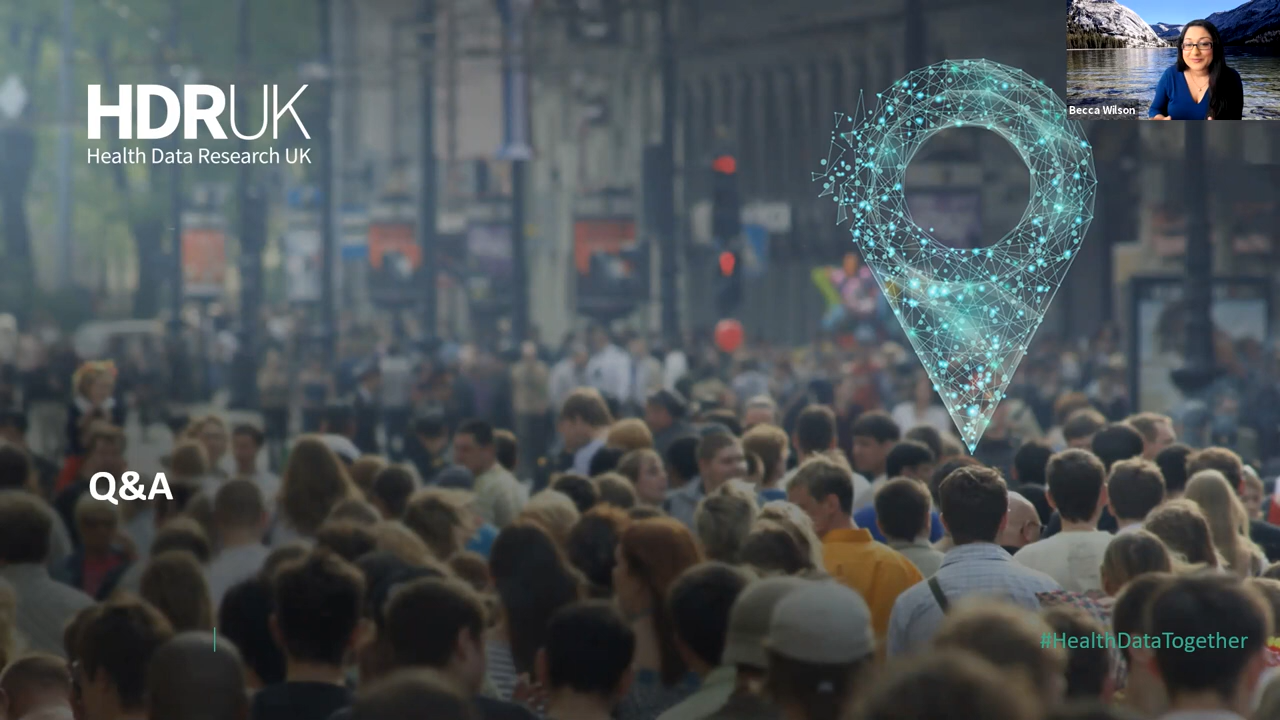 HDRUK
Health Data Research UK
Becca Wilson
Q&A
#HealthDataTogether